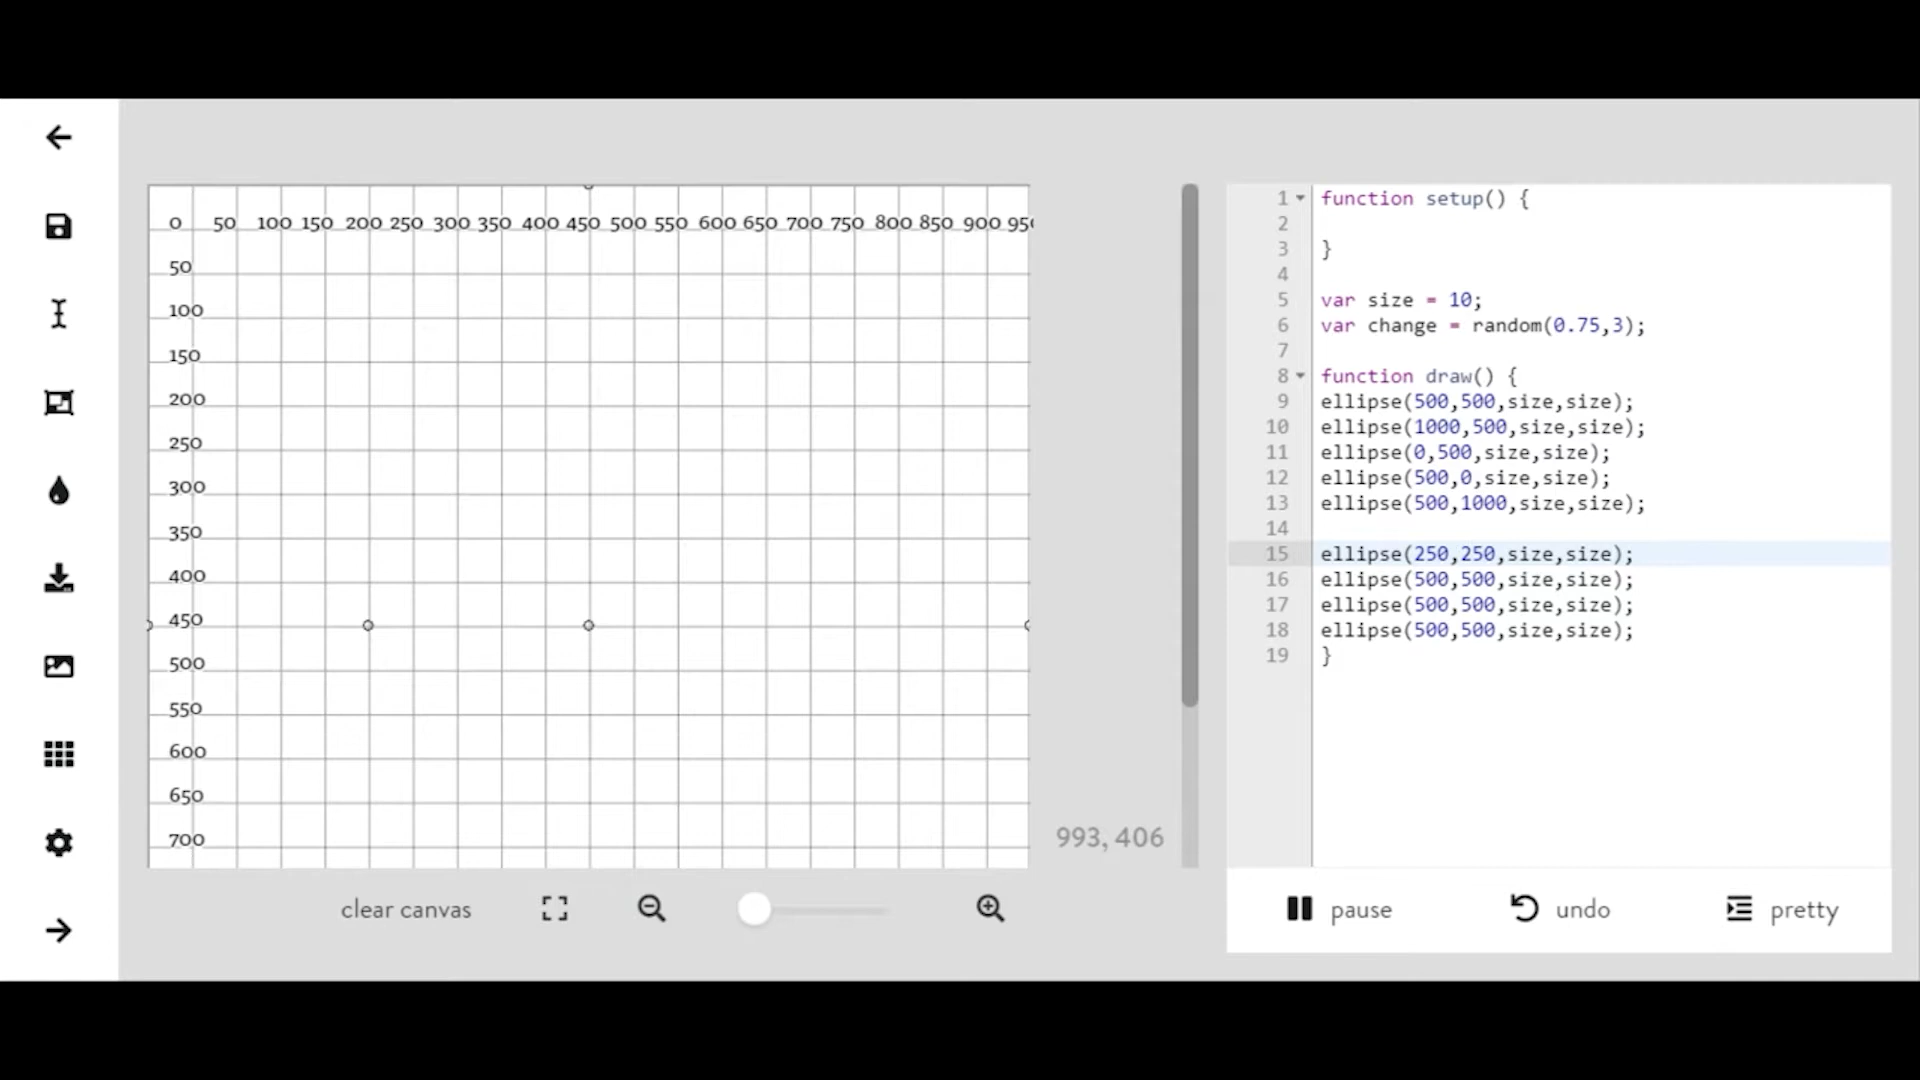 0 50 100 150 200 250 300 350 400 450 500 550 600 650 700 750 800 850 900 950
50
100
150
200
250
300
350
400
450
500
550
600
650
700
993, 406
clear canvas
1 function setup() {
2
3 }
4
5 var size = 10;
6 var change = random(0.75,3);
7
8 function draw() {
9 ellipse(500,500,size,size);
10 ellipse(1000,500,size,size);
11 ellipse(0,500,size,size);
12 ellipse(500,0,size,size);
13 ellipse(500,1000,size,size);
14
15 ellipse(250,250,size,size);
16 ellipse(500,500,size,size);
17 ellipse(500,500,size,size);
18 ellipse(500,500,size,size);
19 }
pause undo pretty